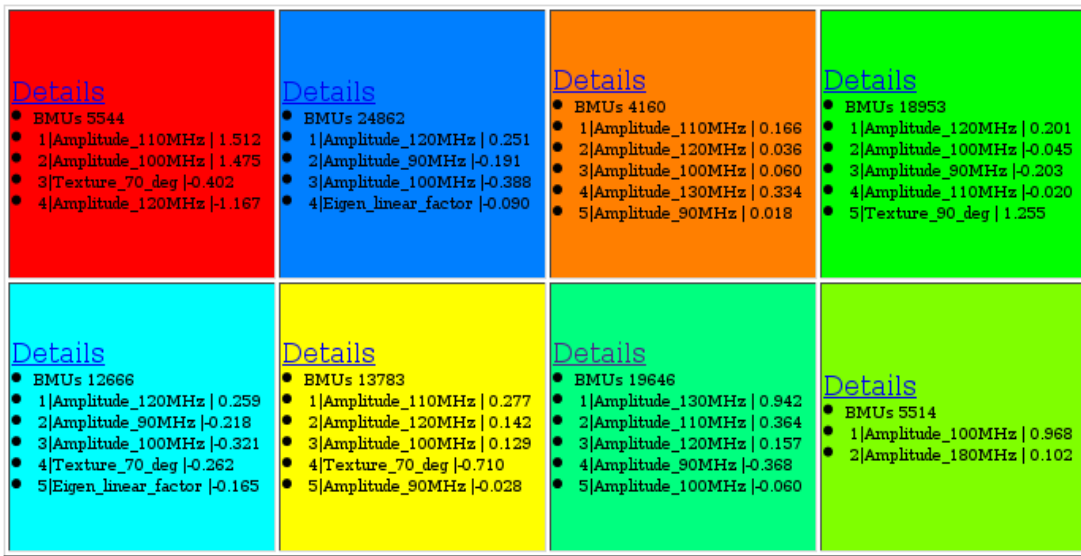 Details
BMUs 5544
1|Amplitude_110MHz | 1.512
2|Amplitude_100MHz | 1.475
3|Texture_70_deg |-0.402
4|Amplitude_120MHz |-1.167
Details
BMUs 24862
1|Amplitude_120MHz | 0.251
2|Amplitude_90MHz |-0.191
3|Amplitude_100MHz |-0.388
4|Eigen_linear_factor |-0.090
Details
BMUs 4160
1|Amplitude_110MHz | 0.166
2|Amplitude_120MHz | 0.036
3|Amplitude_100MHz | 0.060
4|Amplitude_130MHz | 0.334
5|Amplitude_90MHz | 0.018
Details
BMUs 18953
1|Amplitude_120MHz | 0.201
2|Amplitude_100MHz |-0.045
3|Amplitude_90MHz |-0.203
4|Amplitude_110MHz |-0.020
5|Texture_90_deg | 1.255
Details
BMUs 12666
1|Amplitude_120MHz | 0.259
2|Amplitude_90MHz |-0.218
3|Amplitude_100MHz |-0.321
4|Texture_70_deg |-0.262
5|Eigen_linear_factor |-0.165
Details
BMUs 13783
1|Amplitude_110MHz | 0.277
2|Amplitude_120MHz | 0.142
3|Amplitude_100MHz | 0.129
4|Texture_70_deg |-0.710
5|Amplitude_90MHz |-0.028
Details
BMUs 19646
1|Amplitude_130MHz | 0.942
2|Amplitude_110MHz | 0.364
3|Amplitude_120MHz | 0.157
4|Amplitude_90MHz |-0.368
5|Amplitude_100MHz |-0.060
Details
BMUs 5514
1|Amplitude_100MHz | 0.968
2|Amplitude_180MHz | 0.102